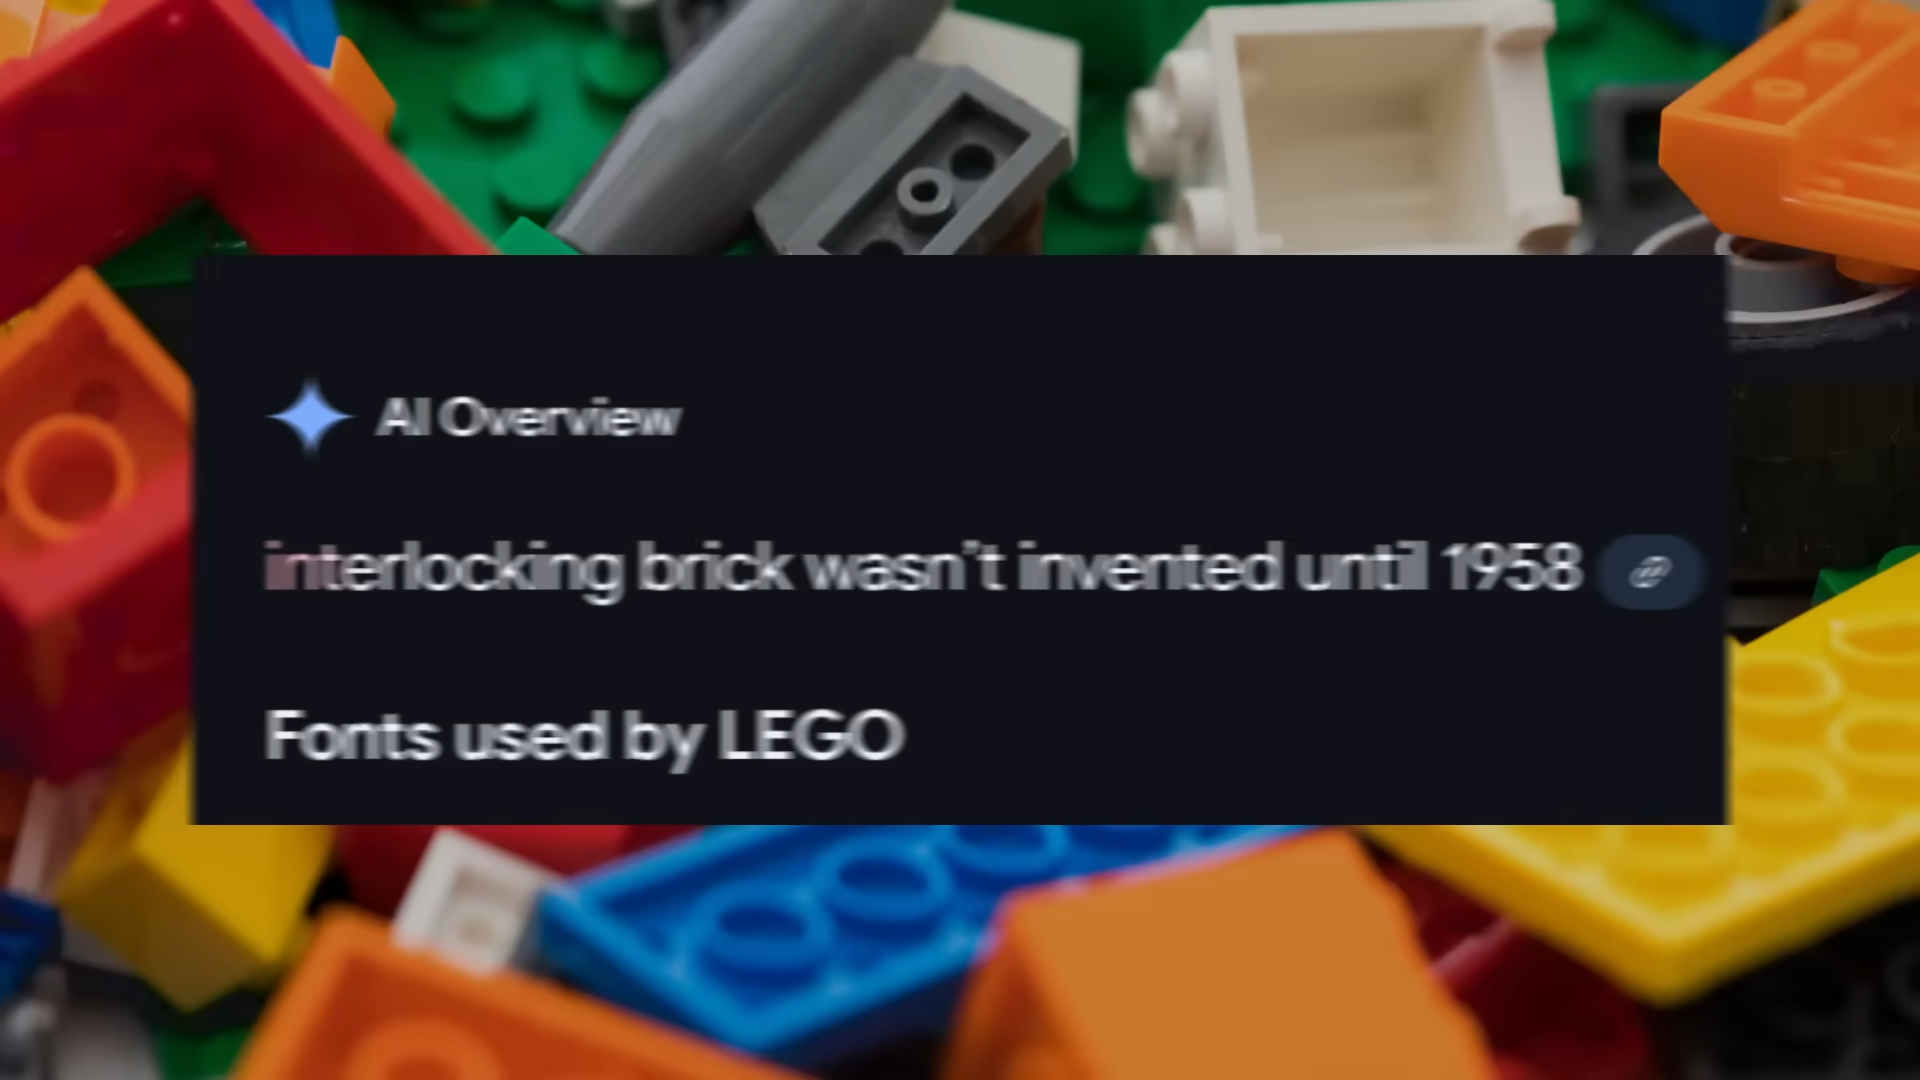 AI Overview
interlocking brick wasn't invented until 1958
Fonts used by LEGO